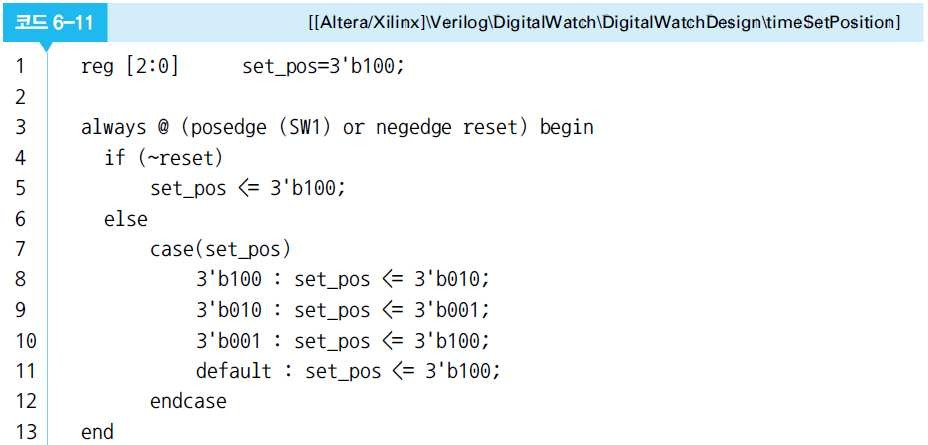 코드 6-11 [[Altera/Xilinx]\Verilog\DigitalWatch\DigitalWatchDesign\timeSetPosition]
1 reg [2:0] set_pos=3'b100;
2
3 always @ (posedge (SW1) or negedge reset) begin
4 if (~reset)
5 set_pos <= 3'b100;
6 else
7 case(set_pos)
8 3'b100 : set_pos <= 3'b010;
9 3'b010 : set_pos <= 3'b001;
10 3'b001 : set_pos <= 3'b100;
11 default : set_pos <= 3'b100;
12 endcase
13 end